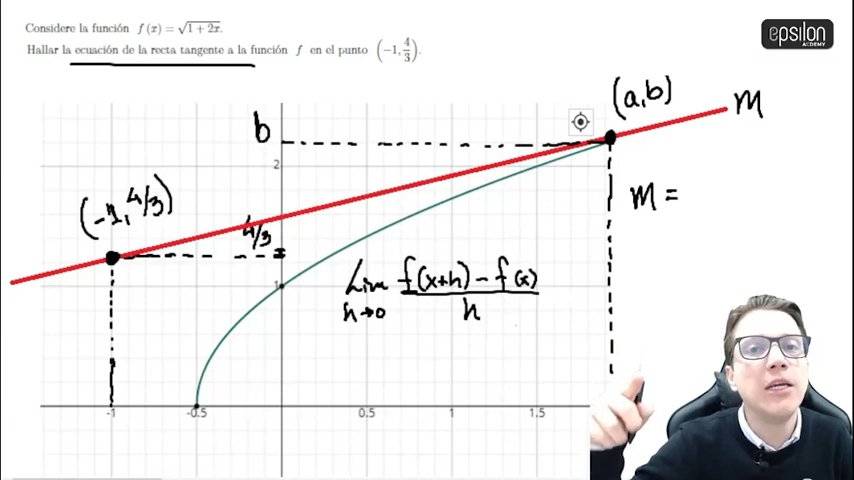 Considere la función f (x) = √1 + 2x.
Hallar la ecuación de la recta tangente a la función f en el punto (−1, 4/3).
epsilon
ACADEMY
(a,b)
m
b
2
(-1, 4/3)
m =
4/3
Lim f(x+h) - f(x)
h→0 h
1
-1 -0.5 0 0.5 1 1.5